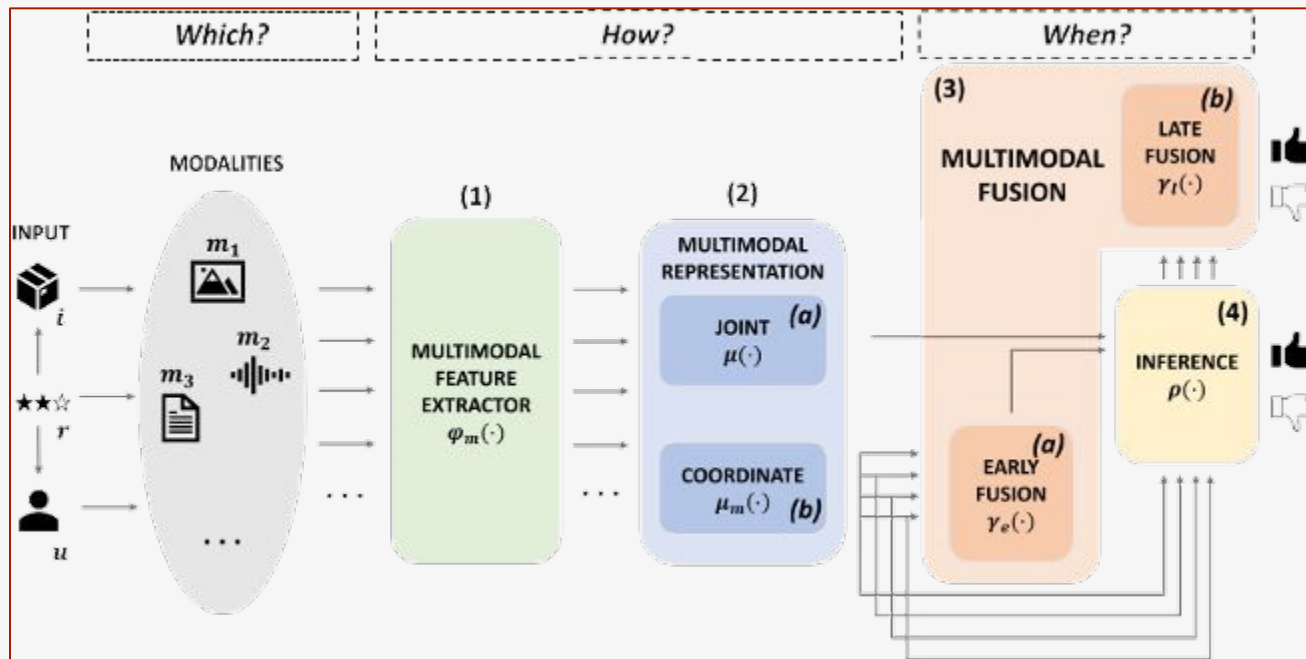 Which?
How?
When?
MODALITIES
INPUT
i
r
u
m₁
m₂
m₃
...
...
(1)
MULTIMODAL
FEATURE
EXTRACTOR
φₘ(·)
...
(2)
MULTIMODAL
REPRESENTATION
(a)
JOINT
μ(·)
COORDINATE
μₘ(·)
(b)
(3)
MULTIMODAL
FUSION
(b)
LATE
FUSION
γₗ(·)
(a)
EARLY
FUSION
γₑ(·)
(4)
INFERENCE
ρ(·)